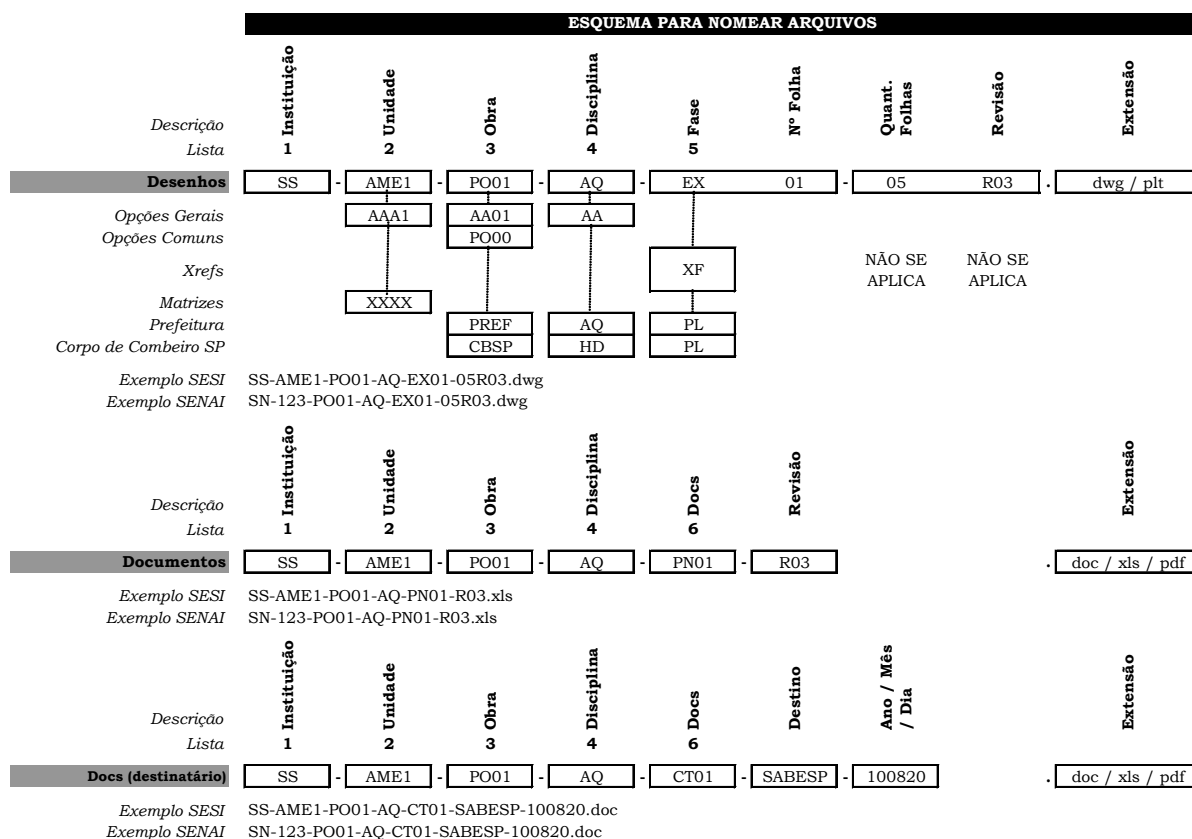 ESQUEMA PARA NOMEAR ARQUIVOS
Descrição Instituição Unidade Obra Disciplina Fase Nº Folha Quant. Folhas Revisão Extensão
Lista 1 2 3 4 5
Desenhos SS - AME1 - PO01 - AQ - EX 01 - 05 R03 . dwg / plt
Opções Gerais AAA1 AA01 AA
Opções Comuns PO00
Xrefs XF NÃO SE APLICA NÃO SE APLICA
Matrizes XXXX
Prefeitura PREF AQ PL
Corpo de Combeiro SP CBSP HD PL
Exemplo SESI SS-AME1-PO01-AQ-EX01-05R03.dwg
Exemplo SENAI SN-123-PO01-AQ-EX01-05R03.dwg
Descrição Instituição Unidade Obra Disciplina Docs Revisão Extensão
Lista 1 2 3 4 6
Documentos SS - AME1 - PO01 - AQ - PN01 - R03 . doc / xls / pdf
Exemplo SESI SS-AME1-PO01-AQ-PN01-R03.xls
Exemplo SENAI SN-123-PO01-AQ-PN01-R03.xls
Descrição Instituição Unidade Obra Disciplina Docs Destino Ano / Mês / Dia Extensão
Lista 1 2 3 4 6
Docs (destinatário) SS - AME1 - PO01 - AQ - CT01 - SABESP - 100820 . doc / xls / pdf
Exemplo SESI SS-AME1-PO01-AQ-CT01-SABESP-100820.doc
Exemplo SENAI SN-123-PO01-AQ-CT01-SABESP-100820.doc